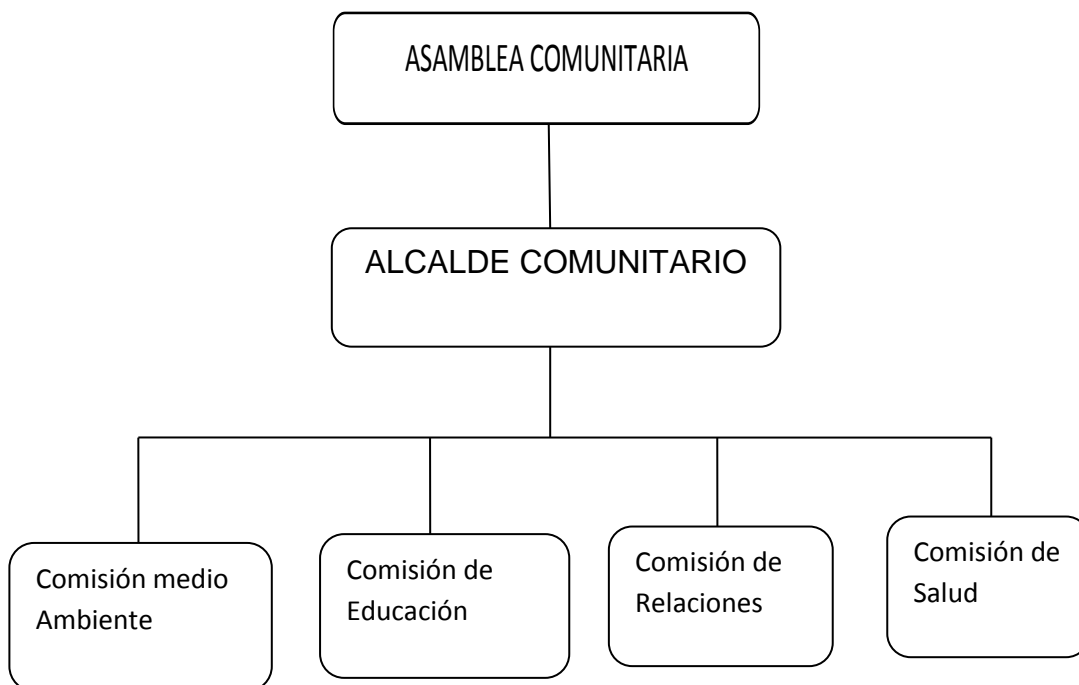 ASAMBLEA COMUNITARIA
ALCALDE COMUNITARIO
Comisión medio
Ambiente
Comisión de
Educación
Comisión de
Relaciones
Comisión de
Salud